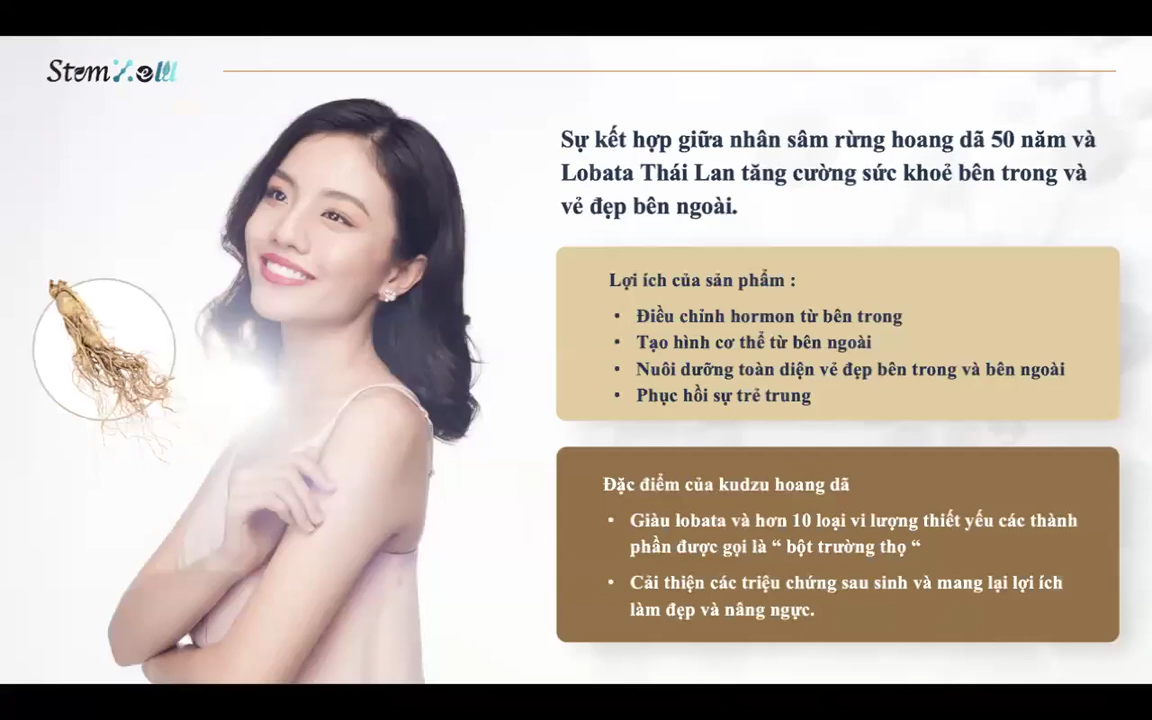 StemXell
Sự kết hợp giữa nhân sâm rừng hoang dã 50 năm và
Lobata Thái Lan tăng cường sức khoẻ bên trong và
vẻ đẹp bên ngoài.
Lợi ích của sản phẩm :
• Điều chỉnh hormon từ bên trong
• Tạo hình cơ thể từ bên ngoài
• Nuôi dưỡng toàn diện vẻ đẹp bên trong và bên ngoài
• Phục hồi sự trẻ trung
Đặc điểm của kudzu hoang dã
• Giàu lobata và hơn 10 loại vi lượng thiết yếu các thành
phần được gọi là “ bột trường thọ “
• Cải thiện các triệu chứng sau sinh và mang lại lợi ích
làm đẹp và nâng ngực.